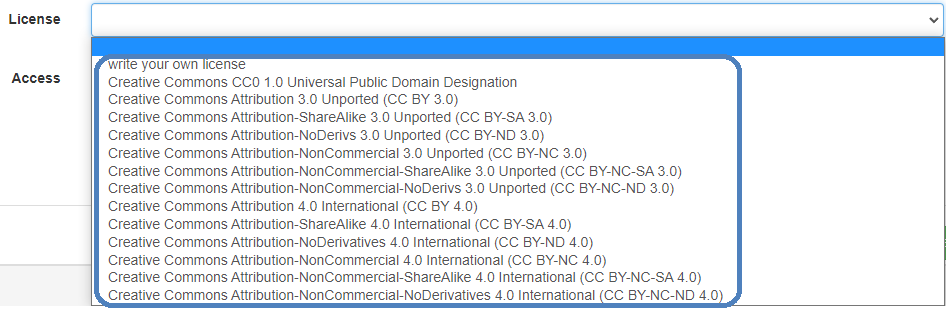 License
write your own license
Access
Creative Commons CC0 1.0 Universal Public Domain Designation
Creative Commons Attribution 3.0 Unported (CC BY 3.0)
Creative Commons Attribution-ShareAlike 3.0 Unported (CC BY-SA 3.0)
Creative Commons Attribution-NoDerivs 3.0 Unported (CC BY-ND 3.0)
Creative Commons Attribution-NonCommercial 3.0 Unported (CC BY-NC 3.0)
Creative Commons Attribution-NonCommercial-ShareAlike 3.0 Unported (CC BY-NC-SA 3.0)
Creative Commons Attribution-NonCommercial-NoDerivs 3.0 Unported (CC BY-NC-ND 3.0)
Creative Commons Attribution 4.0 International (CC BY 4.0)
Creative Commons Attribution-ShareAlike 4.0 International (CC BY-SA 4.0)
Creative Commons Attribution-NoDerivatives 4.0 International (CC BY-ND 4.0)
Creative Commons Attribution-NonCommercial 4.0 International (CC BY-NC 4.0)
Creative Commons Attribution-NonCommercial-ShareAlike 4.0 International (CC BY-NC-SA 4.0)
Creative Commons Attribution-NonCommercial-NoDerivatives 4.0 International (CC BY-NC-ND 4.0)